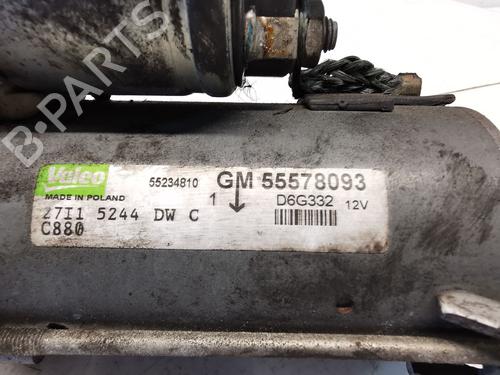 B-PARTS
Valeo
MADE IN POLAND
55234810
GM 55578093
1
D6G332 12V
27I1 5244 DW C
C880